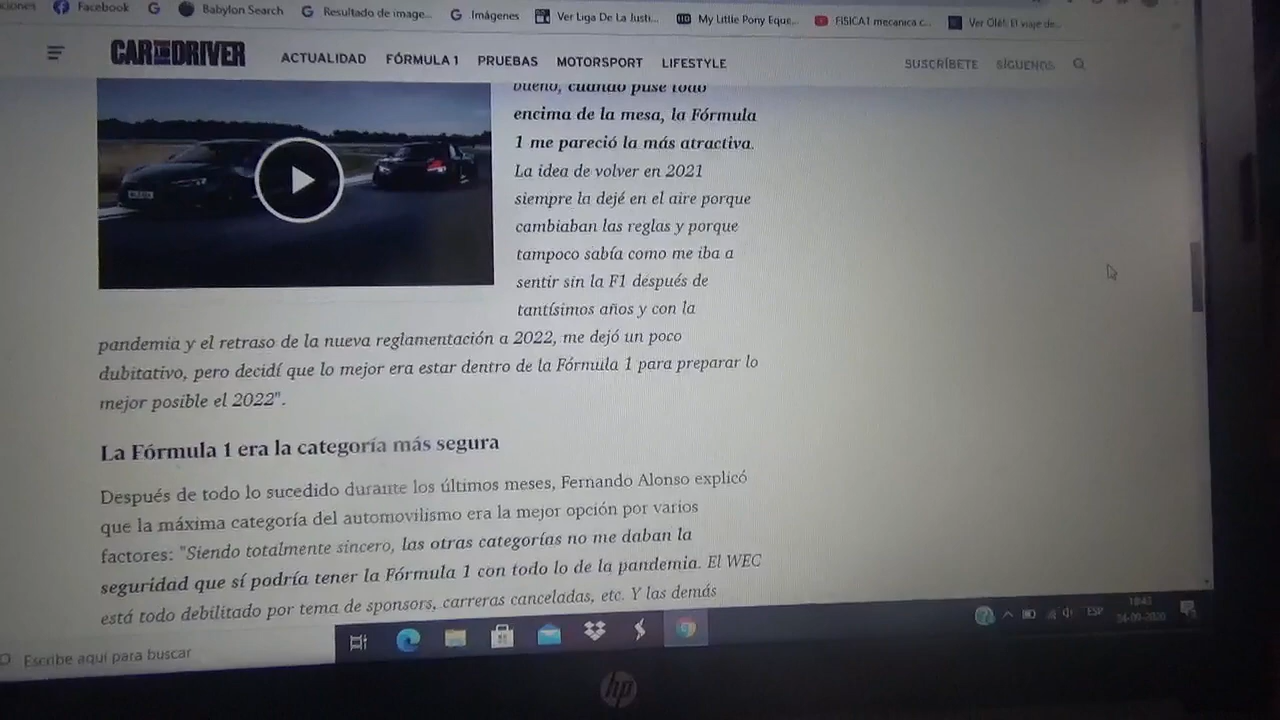 Facebook
Babylon Search
Resultado de image...
Imágenes
Ver Liga De La Justi...
My Little Pony Eque...
FISICA1 mecanica c...
Ver Olé!: El viaje de...
CAR AND DRIVER
ACTUALIDAD
FÓRMULA 1
PRUEBAS
MOTORSPORT
LIFESTYLE
SUSCRÍBETE
SÍGUENOS
bueno, cuando puse todo
encima de la mesa, la Fórmula
1 me pareció la más atractiva.
La idea de volver en 2021
siempre la dejé en el aire porque
cambiaban las reglas y porque
tampoco sabía como me iba a
sentir sin la F1 después de
tantísimos años y con la
pandemia y el retraso de la nueva reglamentación a 2022, me dejó un poco
dubitativo, pero decidí que lo mejor era estar dentro de la Fórmula 1 para preparar lo
mejor posible el 2022".
La Fórmula 1 era la categoría más segura
Después de todo lo sucedido durante los últimos meses, Fernando Alonso explicó
que la máxima categoría del automovilismo era la mejor opción por varios
factores: "Siendo totalmente sincero, las otras categorías no me daban la
seguridad que sí podría tener la Fórmula 1 con todo lo de la pandemia. El WEC
está todo debilitado por tema de sponsors, carreras canceladas, etc. Y las demás
Escribe aquí para buscar
ESP
hp